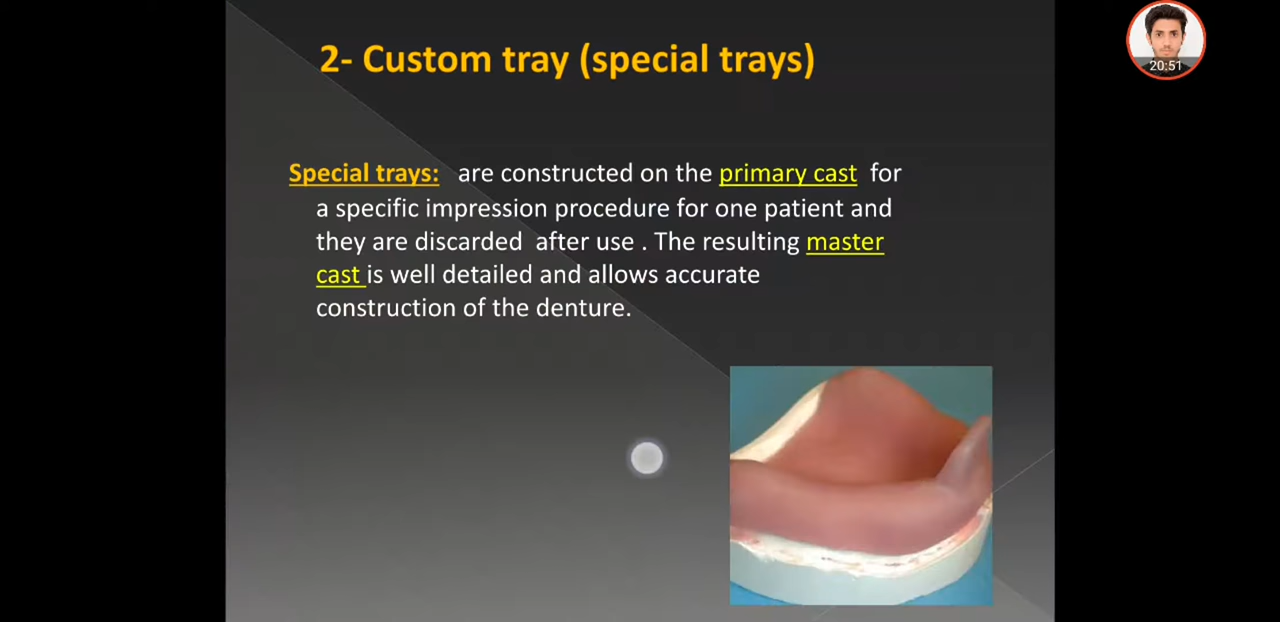 2- Custom tray (special trays)
20:51
Special trays: are constructed on the primary cast for
a specific impression procedure for one patient and
they are discarded after use . The resulting master
cast is well detailed and allows accurate
construction of the denture.